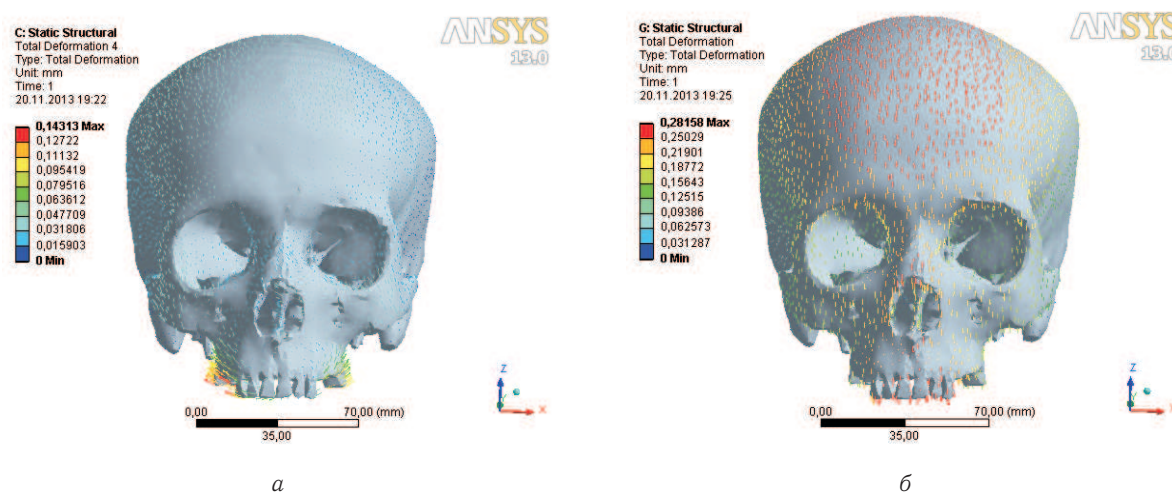 C: Static Structural
Total Deformation 4
Type: Total Deformation
Unit: mm
Time: 1
20.11.2013 19:22
0,14313 Max
0,12722
0,11132
0,095419
0,079516
0,063612
0,047709
0,031806
0,015903
0 Min
ANSYS
13.0
Z
X
0,00
70,00 (mm)
35,00
а
G: Static Structural
Total Deformation
Type: Total Deformation
Unit: mm
Time: 1
20.11.2013 19:25
0,28158 Max
0,25029
0,21901
0,18772
0,15643
0,12515
0,09386
0,062573
0,031287
0 Min
ANSYS
13.0
Z
0,00
70,00 (mm)
35,00
б